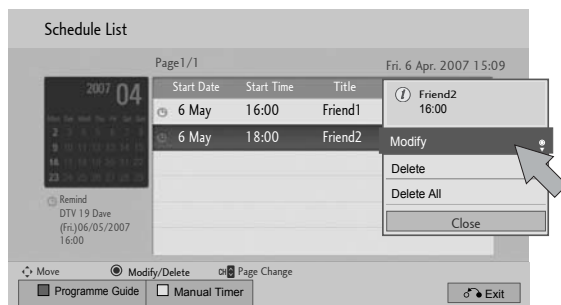 Schedule List
Page1/1
Fri. 6 Apr. 2007 15:09
2007 04
Start Date Start Time Title
6 May 16:00 Friend1
6 May 18:00 Friend2
Friend2
16:00
Modify
Delete
Delete All
Close
Remind
DTV 19 Dave
(Fri.)06/05/2007
16:00
Move Modify/Delete CH Page Change
Programme Guide Manual Timer Exit